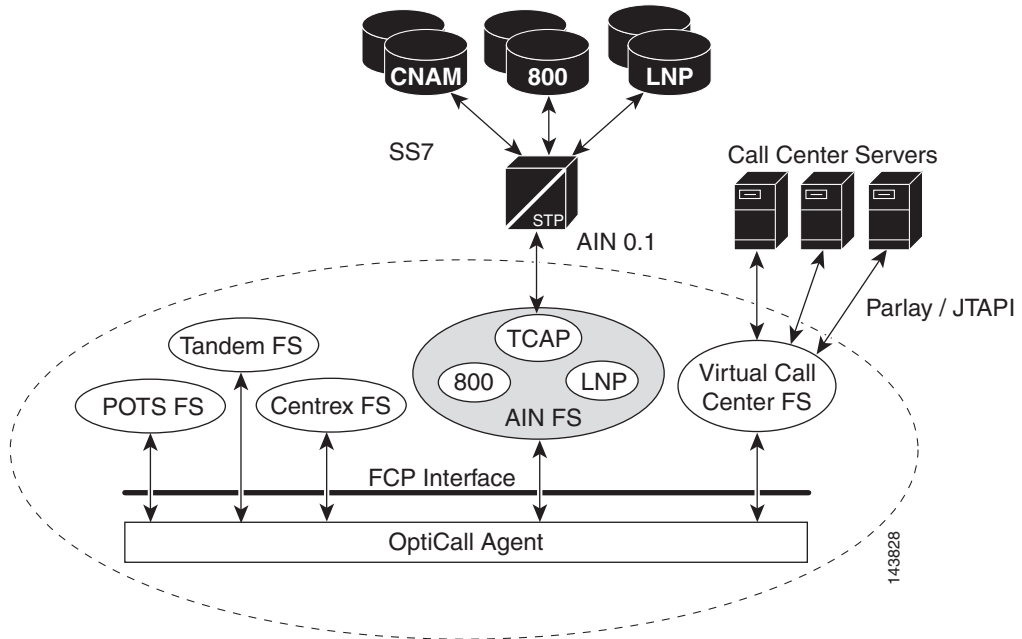 CNAM
800
LNP
SS7
STP
AIN 0.1
Call Center Servers
Parlay / JTAPI
Tandem FS
POTS FS
Centrex FS
TCAP
800
LNP
AIN FS
Virtual Call
Center FS
FCP Interface
OptiCall Agent
143828